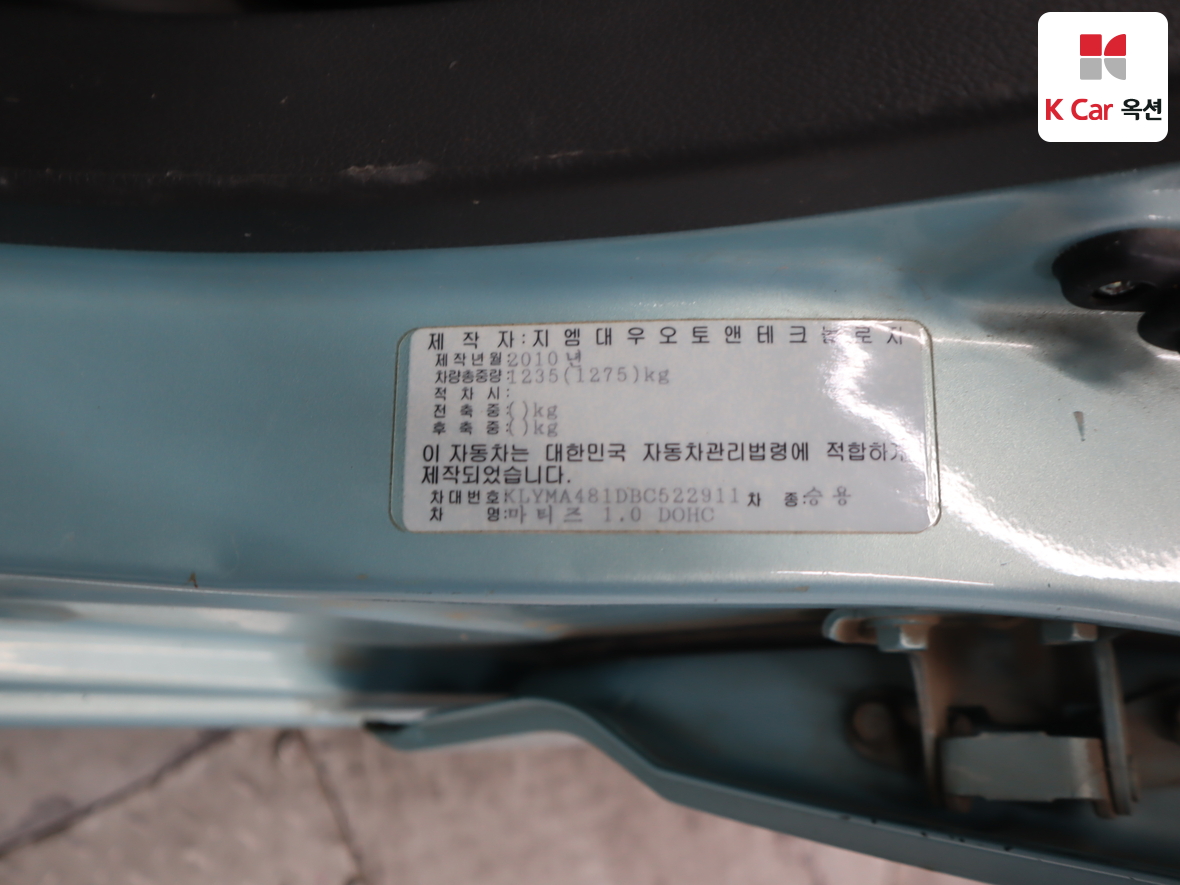 K Car 옥션
제 작 자:지 엠 대 우 오 토 앤 테 크 놀 로 지
제작년월:2010년
차량총중량:1235(1275)kg
적 차 시:
전 축 중:( )kg
후 축 중:( )kg
이 자동차는 대한민국 자동차관리법령에 적합하게
제작되었습니다.
차대번호:KLYMA481DBC522911 차 종:승용
차 명:마티즈 1.0 DOHC